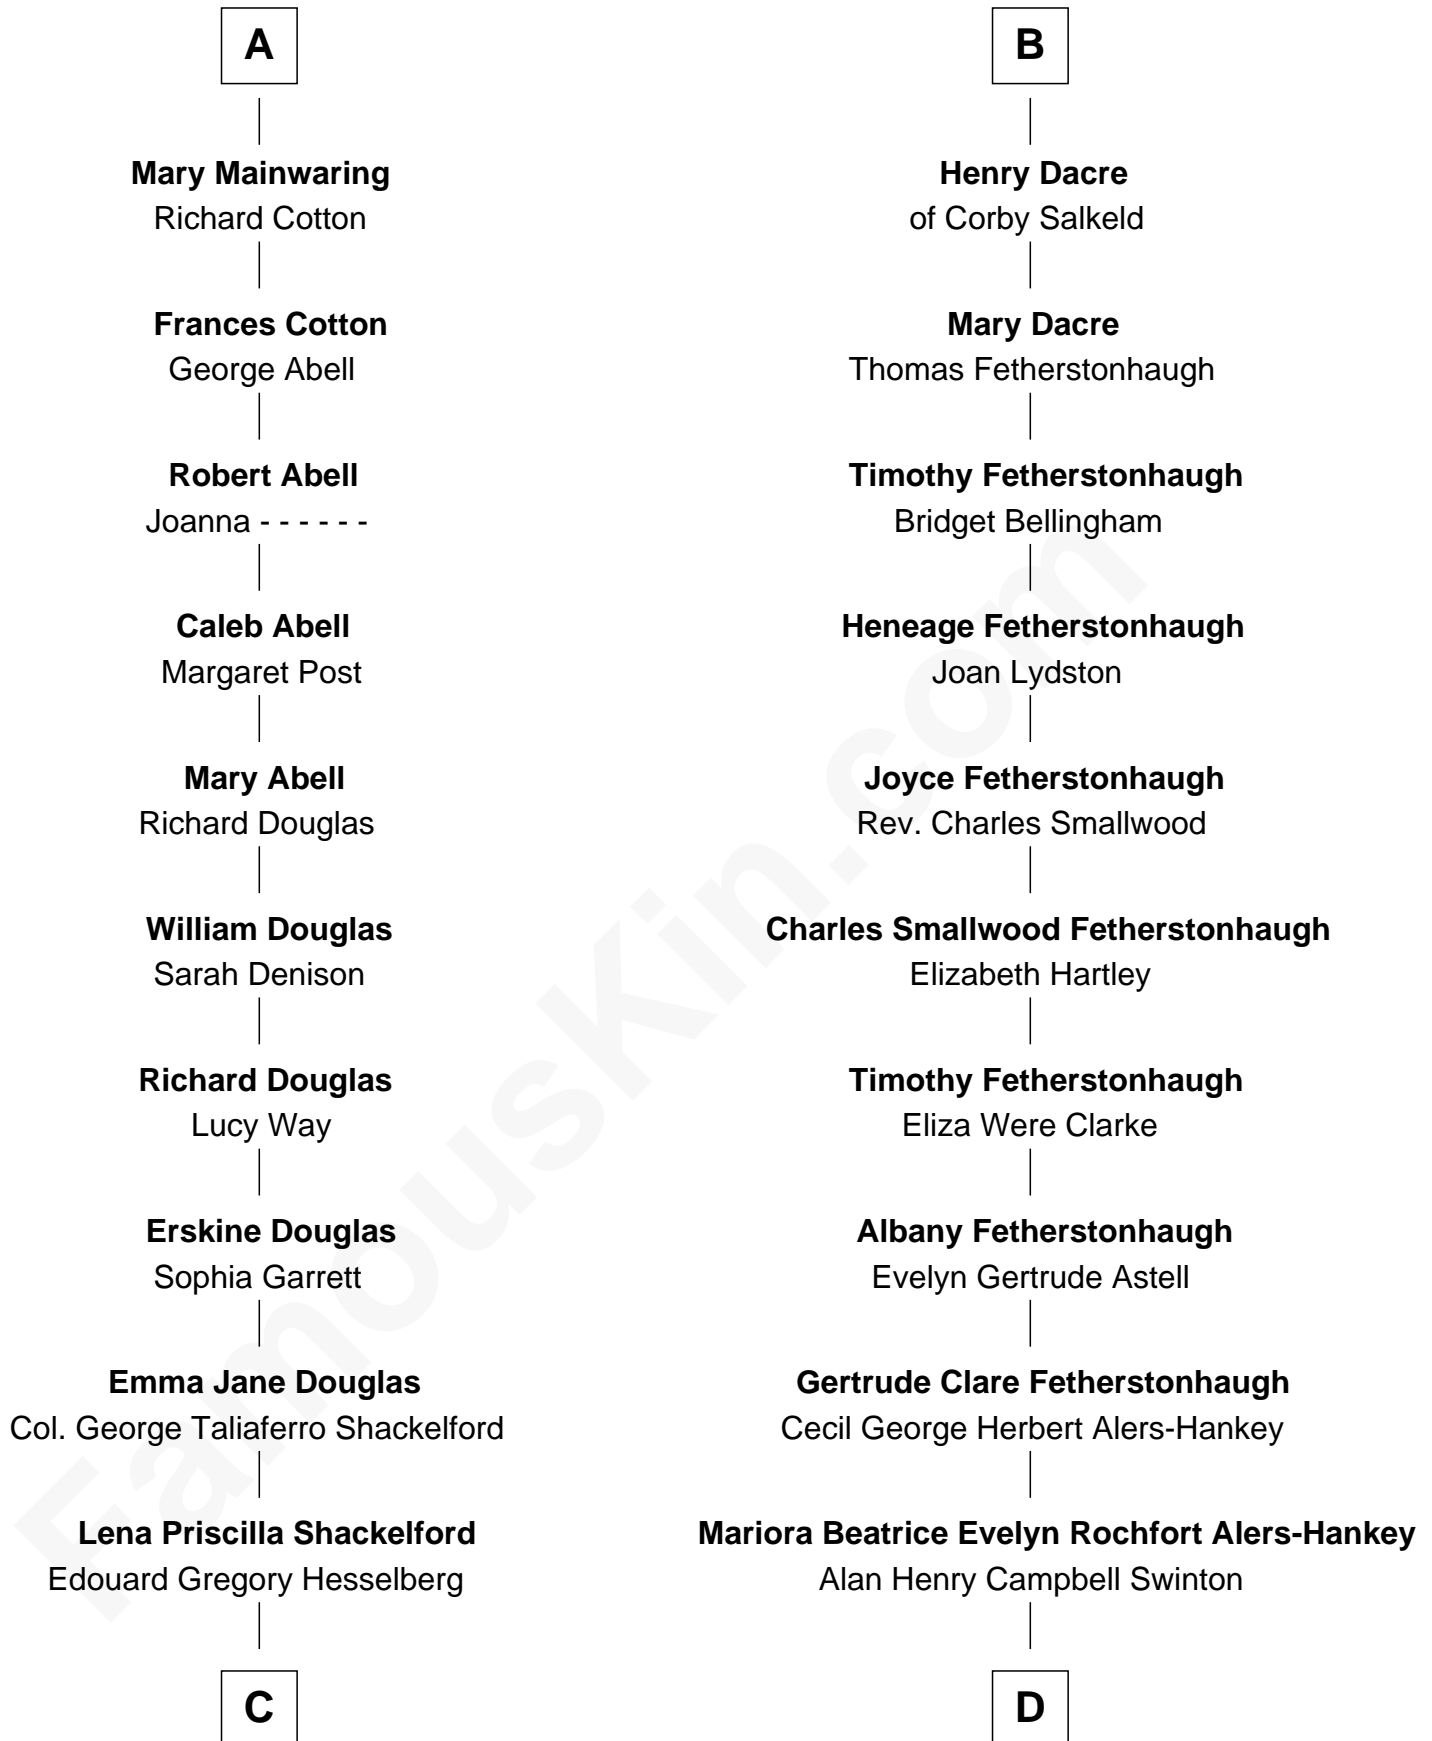 A
Mary Mainwaring
Richard Cotton
Frances Cotton
George Abell
Robert Abell
Joanna - - - - - -
Caleb Abell
Margaret Post
Mary Abell
Richard Douglas
William Douglas
Sarah Denison
Richard Douglas
Lucy Way
Erskine Douglas
Sophia Garrett
Emma Jane Douglas
Col. George Taliaferro Shackelford
Lena Priscilla Shackelford
Edouard Gregory Hesselberg
C
B
Henry Dacre
of Corby Salkeld
Mary Dacre
Thomas Fetherstonhaugh
Timothy Fetherstonhaugh
Bridget Bellingham
Heneage Fetherstonhaugh
Joan Lydston
Joyce Fetherstonhaugh
Rev. Charles Smallwood
Charles Smallwood Fetherstonhaugh
Elizabeth Hartley
Timothy Fetherstonhaugh
Eliza Were Clarke
Albany Fetherstonhaugh
Evelyn Gertrude Astell
Gertrude Clare Fetherstonhaugh
Cecil George Herbert Alers-Hankey
Mariora Beatrice Evelyn Rochfort Alers-Hankey
Alan Henry Campbell Swinton
D
FamousKin.com